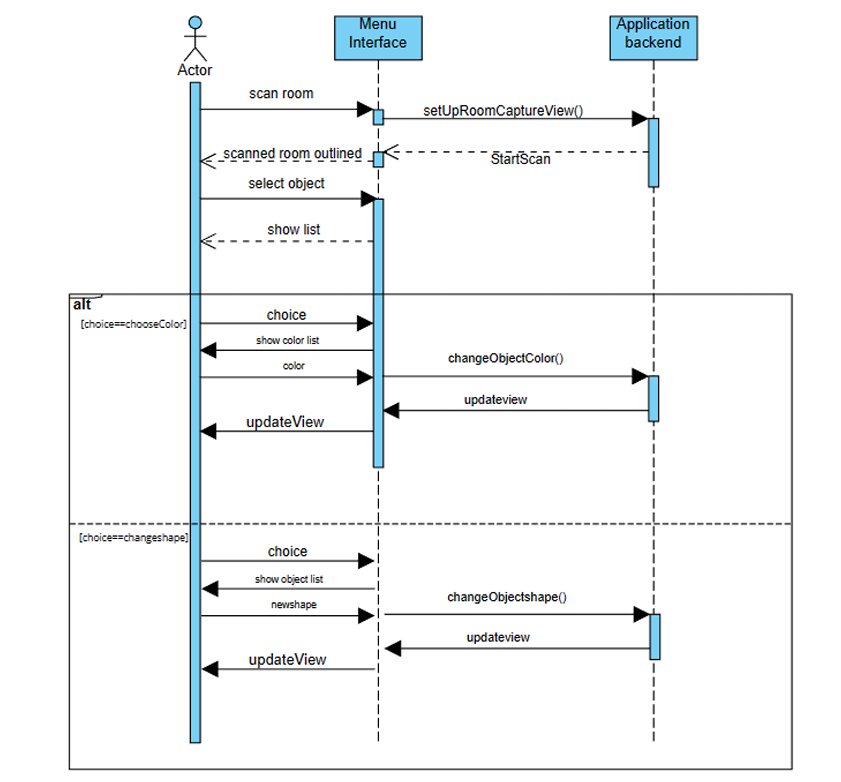 Actor
Menu
Interface
Application
backend
scan room
setUpRoomCaptureView()
scanned room outlined
StartScan
select object
show list
alt
[choice==chooseColor]
choice
show color list
color
changeObjectColor()
updateview
updateView
[choice==changeshape]
choice
show object list
newshape
changeObjectshape()
updateview
updateView